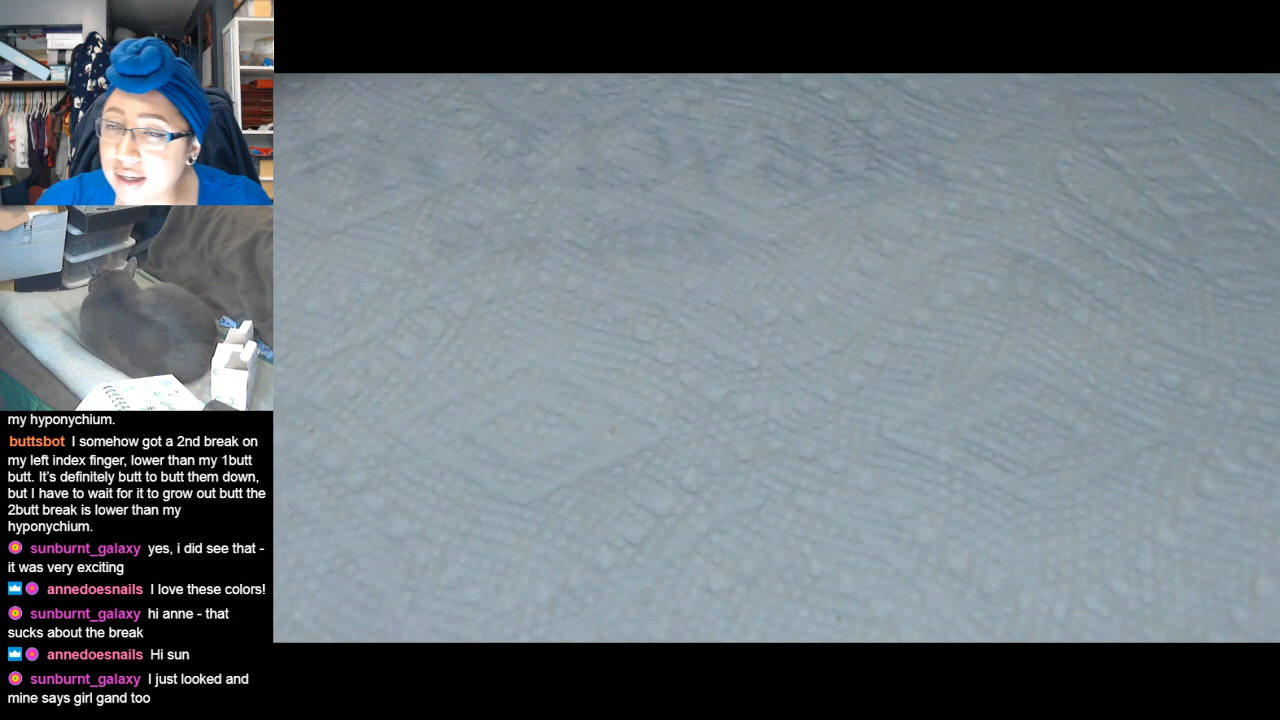 my hyponychium.
buttsbot I somehow got a 2nd break on
my left index finger, lower than my 1butt
butt. It's definitely butt to butt them down,
but I have to wait for it to grow out butt the
2butt break is lower than my
hyponychium.
sunburnt_galaxy yes, i did see that -
it was very exciting
annedoesnails I love these colors!
sunburnt_galaxy hi anne - that
sucks about the break
annedoesnails Hi sun
sunburnt_galaxy I just looked and
mine says girl gand too